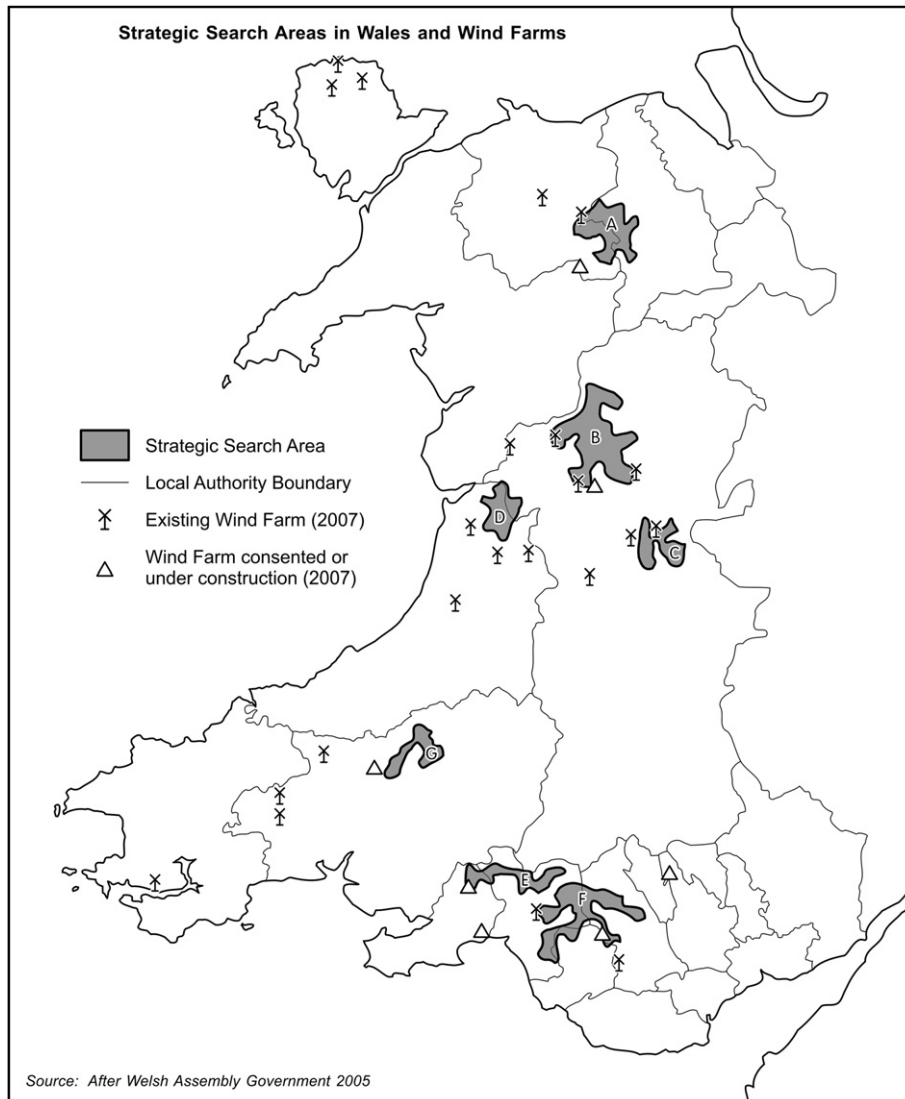 Strategic Search Areas in Wales and Wind Farms
A
B
Strategic Search Area
Local Authority Boundary
D
Existing Wind Farm (2007)
C
Wind Farm consented or
under construction (2007)
G
E
F
Source: After Welsh Assembly Government 2005